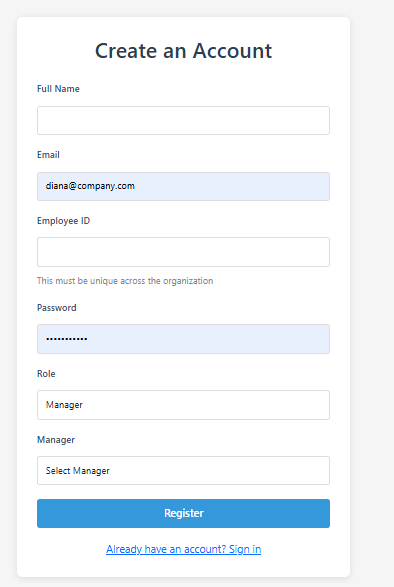 Create an Account
Full Name
Email
diana@company.com
Employee ID
This must be unique across the organization
Password
•••••••••••
Role
Manager
Manager
Select Manager
Register
Already have an account? Sign in